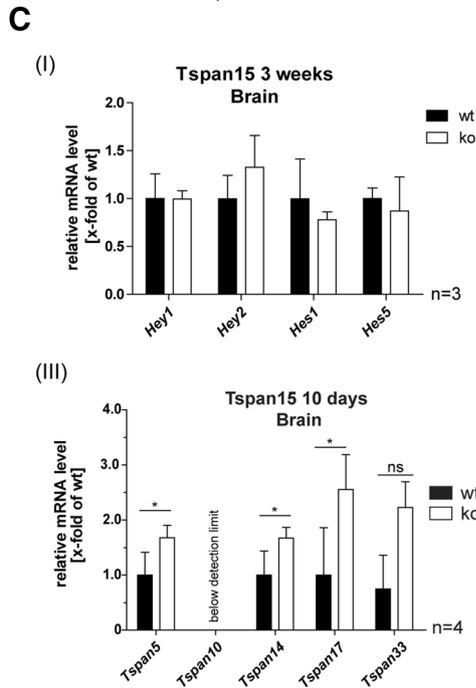 C
(I)
Tspan15 3 weeks
Brain
relative mRNA level
[x-fold of wt]
2.0
1.5
1.0
0.5
0.0
wt
ko
Hey1
Hey2
Hes1
Hes5
n=3
(III)
Tspan15 10 days
Brain
relative mRNA level
[x-fold of wt]
4.0
3.0
2.0
1.0
0
*
below detection limit
*
*
ns
wt
ko
Tspan5
Tspan10
Tspan14
Tspan17
Tspan33
n=4